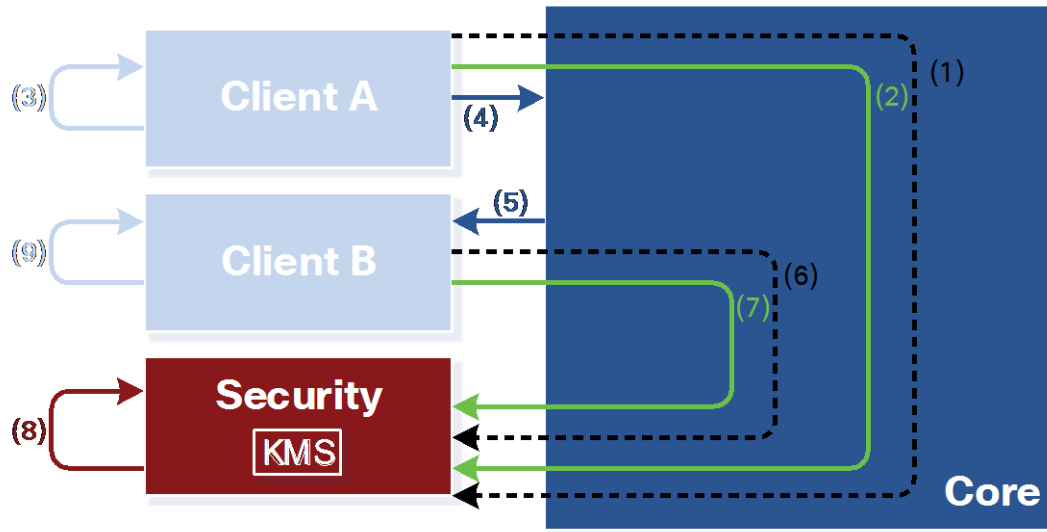 (1)
Client A
(2)
(3)
(4)
(5)
Client B
(9)
(6)
(7)
Security
(8)
KMS
Core